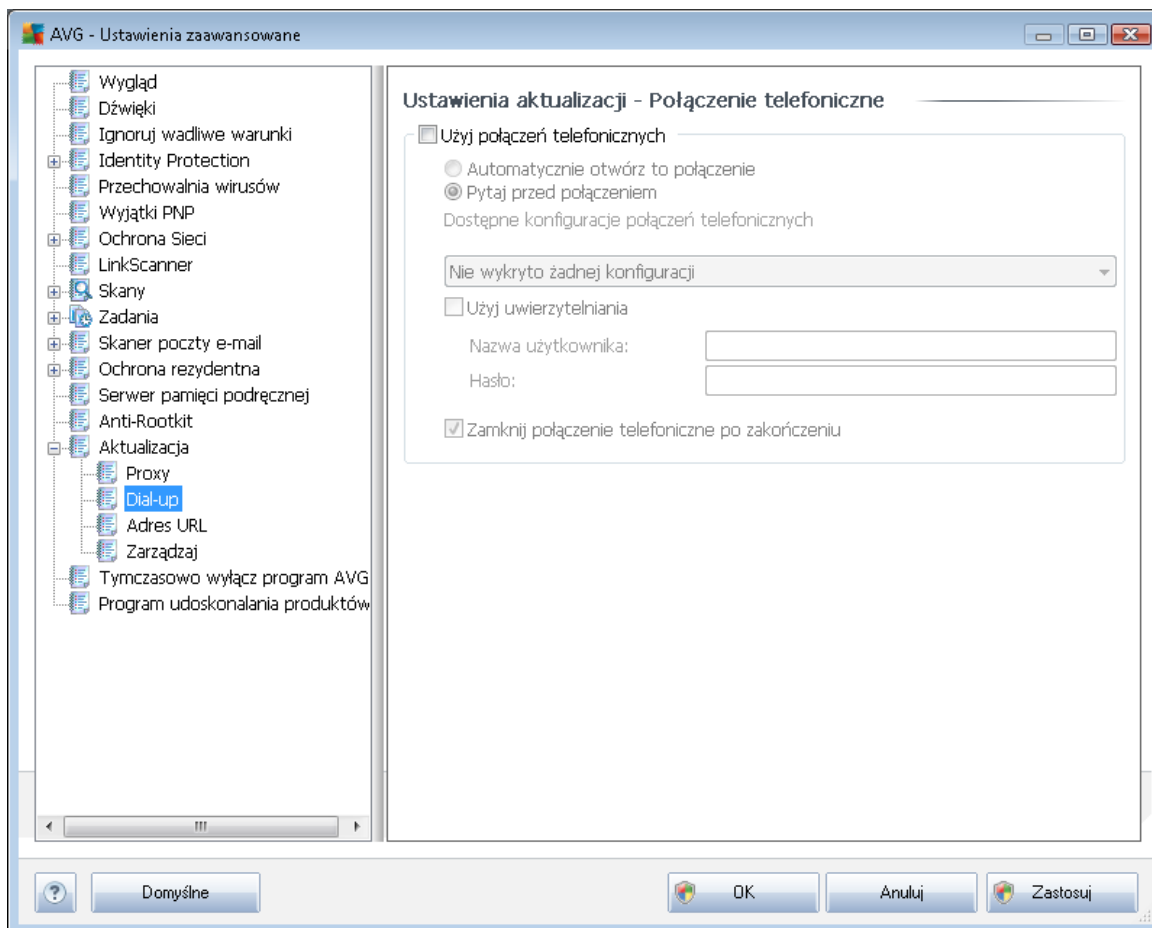 AVG - Ustawienia zaawansowane
Wygląd
Dźwięki
Ignoruj wadliwe warunki
Identity Protection
Przechowalnia wirusów
Wyjątki PNP
Ochrona Sieci
LinkScanner
Skany
Zadania
Skaner poczty e-mail
Ochrona rezydentna
Serwer pamięci podręcznej
Anti-Rootkit
Aktualizacja
Proxy
Dial-up
Adres URL
Zarządzaj
Tymczasowo wyłącz program AVG
Program udoskonalania produktów
Ustawienia aktualizacji - Połączenie telefoniczne
Użyj połączeń telefonicznych
Automatycznie otwórz to połączenie
Pytaj przed połączeniem
Dostępne konfiguracje połączeń telefonicznych
Nie wykryto żadnej konfiguracji
Użyj uwierzytelniania
Nazwa użytkownika:
Hasło:
Zamknij połączenie telefoniczne po zakończeniu
? Domyślne OK Anuluj Zastosuj